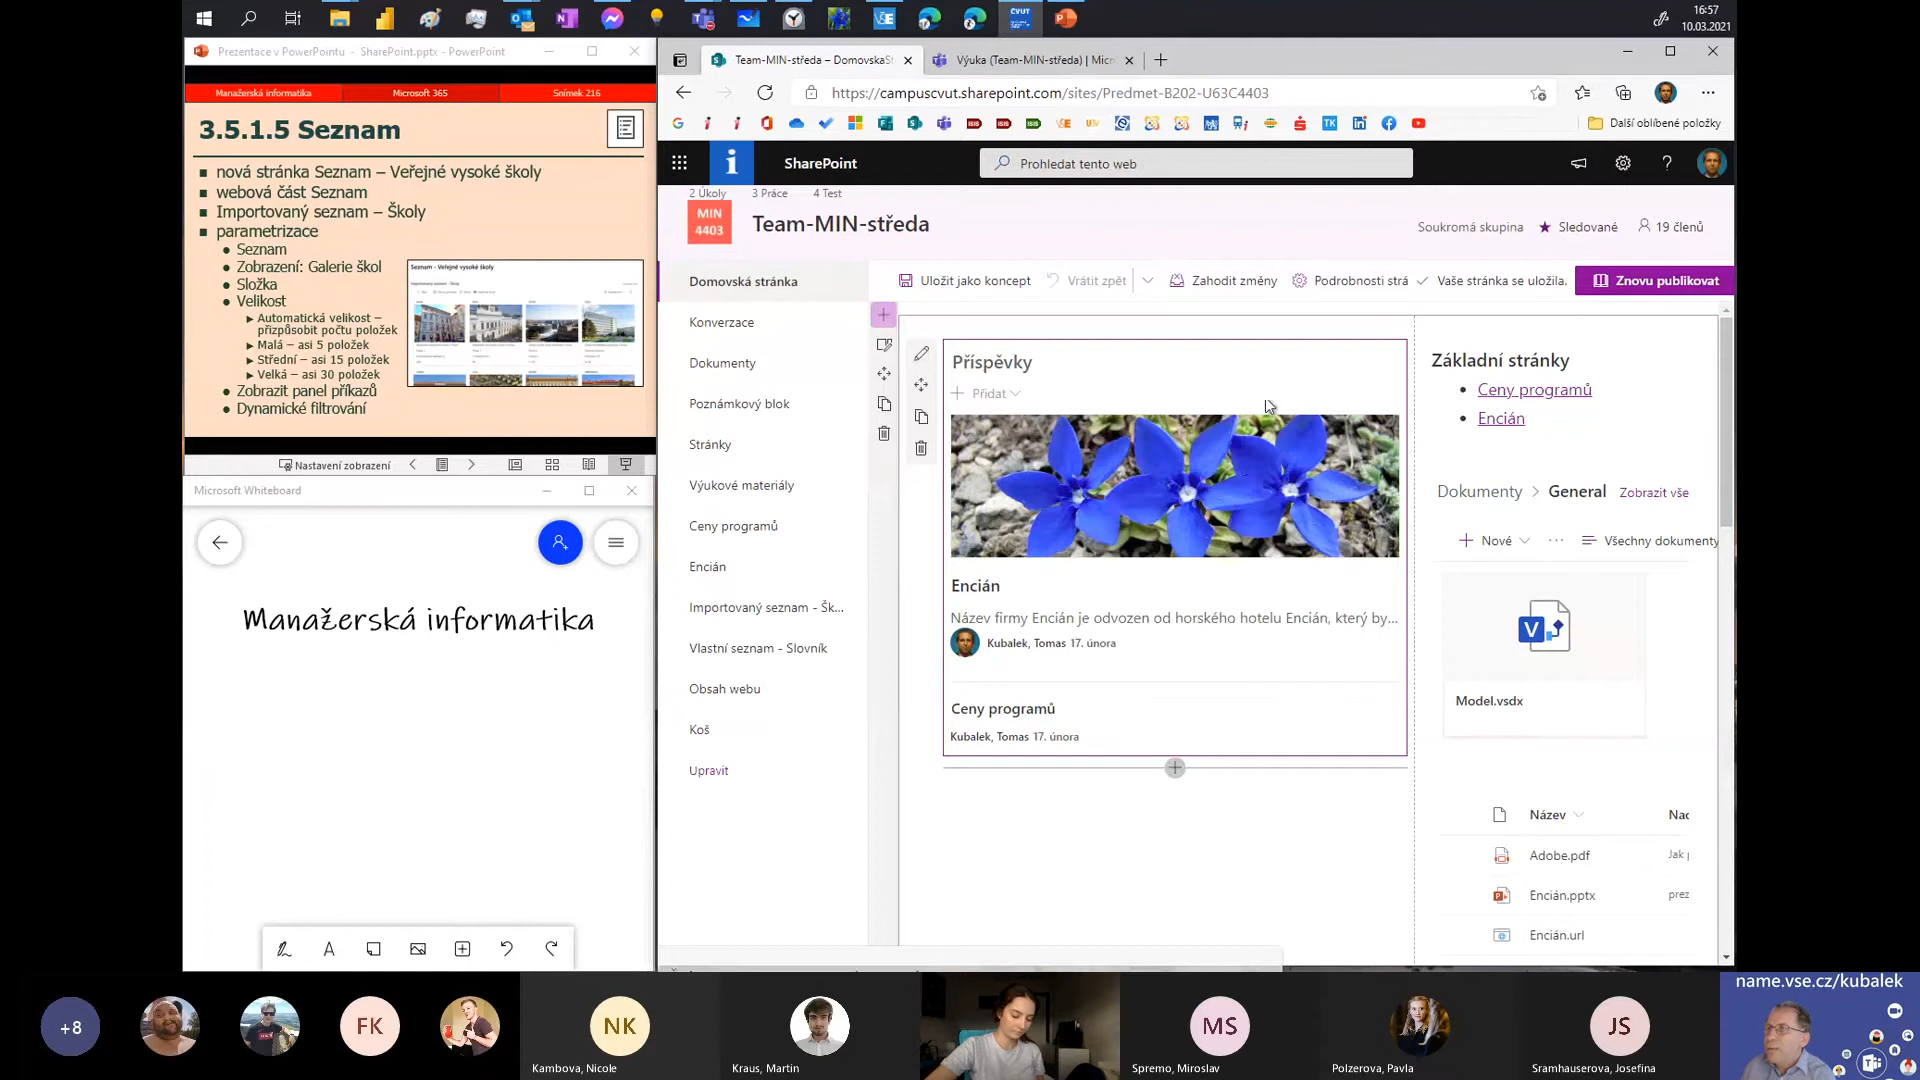 16:57
10.03.2021
Prezentace v PowerPointu - SharePoint.pptx - PowerPoint
Manažerská informatika
Microsoft 365
Snímek 216
3.5.1.5 Seznam
nová stránka Seznam – Veřejné vysoké školy
webová část Seznam
Importovaný seznam – Školy
parametrizace
Seznam
Zobrazení: Galerie škol
Složka
Velikost
Automatická velikost –
přizpůsobit počtu položek
Malá – asi 5 položek
Střední – asi 15 položek
Velká – asi 30 položek
Zobrazit panel příkazů
Dynamické filtrování
Seznam - Veřejné vysoké školy
Nastavení zobrazení
Microsoft Whiteboard
Manažerská informatika
Team-MIN-středa – DomovskaSt
Výuka (Team-MIN-středa) | Micr
https://campuscvut.sharepoint.com/sites/Predmet-B202-U63C4403
Další oblíbené položky
SharePoint
Prohledat tento web
2 Úkoly
3 Práce
4 Test
MIN
4403
Team-MIN-středa
Soukromá skupina
Sledované
19 členů
Domovská stránka
Konverzace
Dokumenty
Poznámkový blok
Stránky
Výukové materiály
Ceny programů
Encián
Importovaný seznam - Šk...
Vlastní seznam - Slovník
Obsah webu
Koš
Upravit
Uložit jako koncept
Vrátit zpět
Zahodit změny
Podrobnosti strá
Vaše stránka se uložila.
Znovu publikovat
Příspěvky
Přidat
Encián
Název firmy Encián je odvozen od horského hotelu Encián, který by...
Kubalek, Tomas 17. února
Ceny programů
Kubalek, Tomas 17. února
Základní stránky
Ceny programů
Encián
Dokumenty > General
Zobrazit vše
Nové
Všechny dokumenty
Model.vsdx
Název
Nac
Adobe.pdf
Jak p
Encián.pptx
prez
Encián.url
+8
FK
NK
Kambova, Nicole
Kraus, Martin
MS
Spremo, Miroslav
Polzerova, Pavla
JS
Sramhauserova, Josefina
name.vse.cz/kubalek